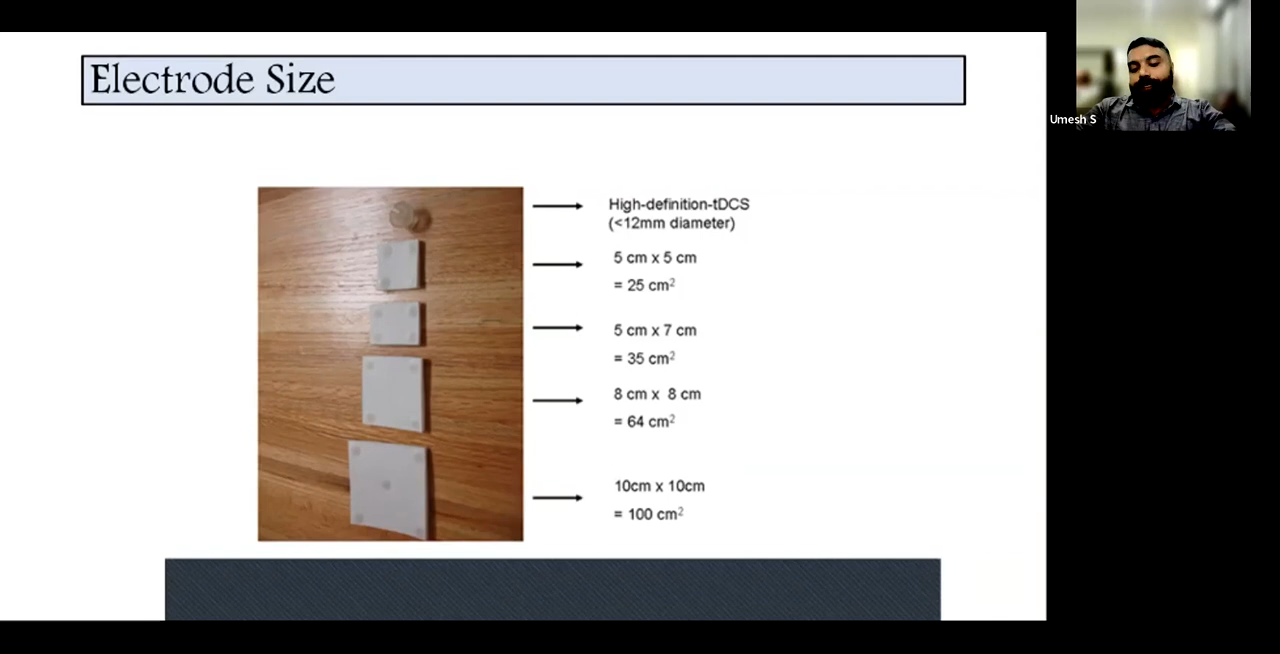 Electrode Size
High-definition-tDCS
(<12mm diameter)
5 cm x 5 cm
= 25 cm²
5 cm x 7 cm
= 35 cm²
8 cm x 8 cm
= 64 cm²
10cm x 10cm
= 100 cm²
Umesh S